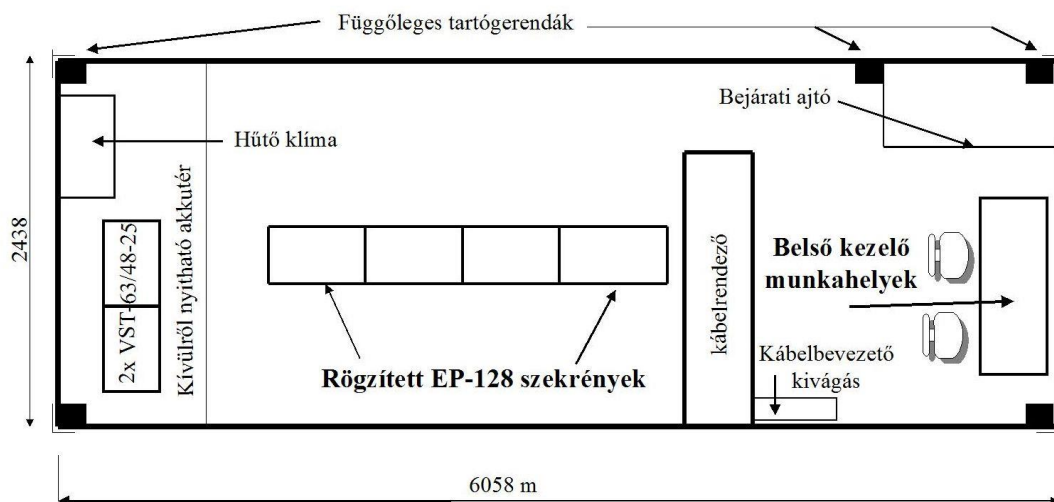 Függőleges tartógerendák
Bejárati ajtó
Hűtő klíma
2438
2x VST-63/48-25
Kívülről nyitható akkutér
kábelrendező
Belső kezelő
munkahelyek
Rögzített EP-128 szekrények
Kábelbevezető
kivágás
6058 m